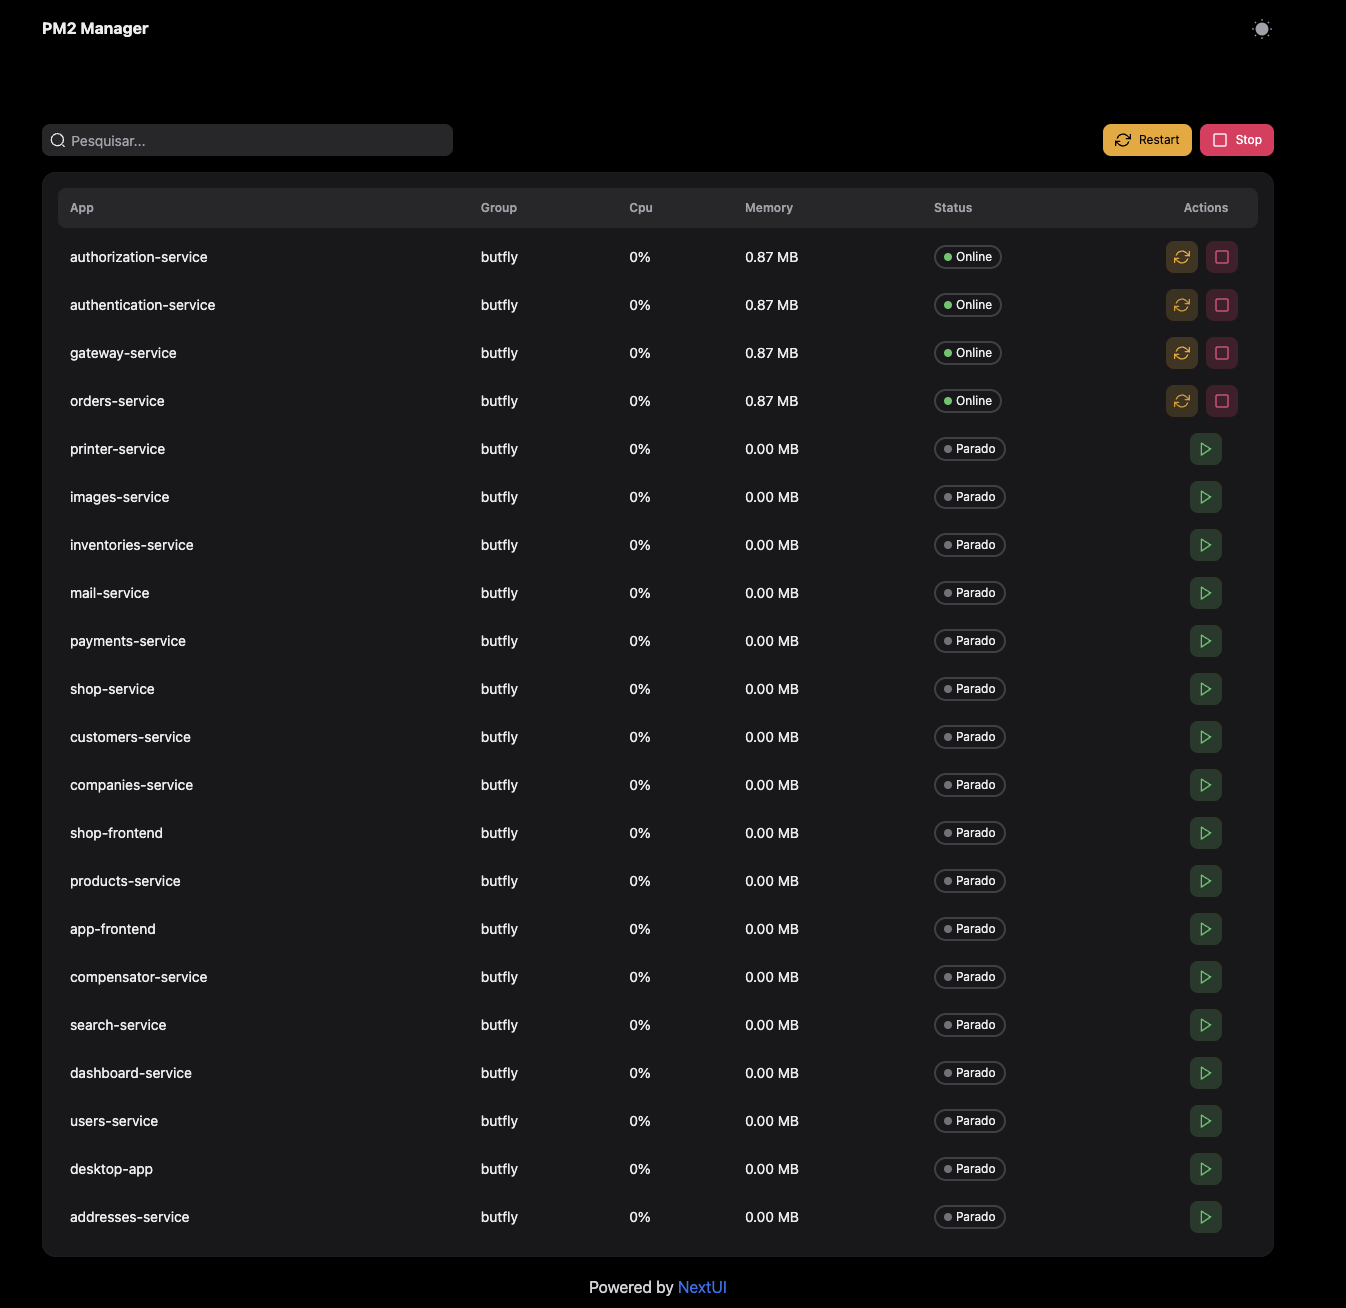 PM2 Manager
Pesquisar...
Restart
Stop
App Group Cpu Memory Status Actions
authorization-service butfly 0% 0.87 MB Online
authentication-service butfly 0% 0.87 MB Online
gateway-service butfly 0% 0.87 MB Online
orders-service butfly 0% 0.87 MB Online
printer-service butfly 0% 0.00 MB Parado
images-service butfly 0% 0.00 MB Parado
inventories-service butfly 0% 0.00 MB Parado
mail-service butfly 0% 0.00 MB Parado
payments-service butfly 0% 0.00 MB Parado
shop-service butfly 0% 0.00 MB Parado
customers-service butfly 0% 0.00 MB Parado
companies-service butfly 0% 0.00 MB Parado
shop-frontend butfly 0% 0.00 MB Parado
products-service butfly 0% 0.00 MB Parado
app-frontend butfly 0% 0.00 MB Parado
compensator-service butfly 0% 0.00 MB Parado
search-service butfly 0% 0.00 MB Parado
dashboard-service butfly 0% 0.00 MB Parado
users-service butfly 0% 0.00 MB Parado
desktop-app butfly 0% 0.00 MB Parado
addresses-service butfly 0% 0.00 MB Parado
Powered by NextUI